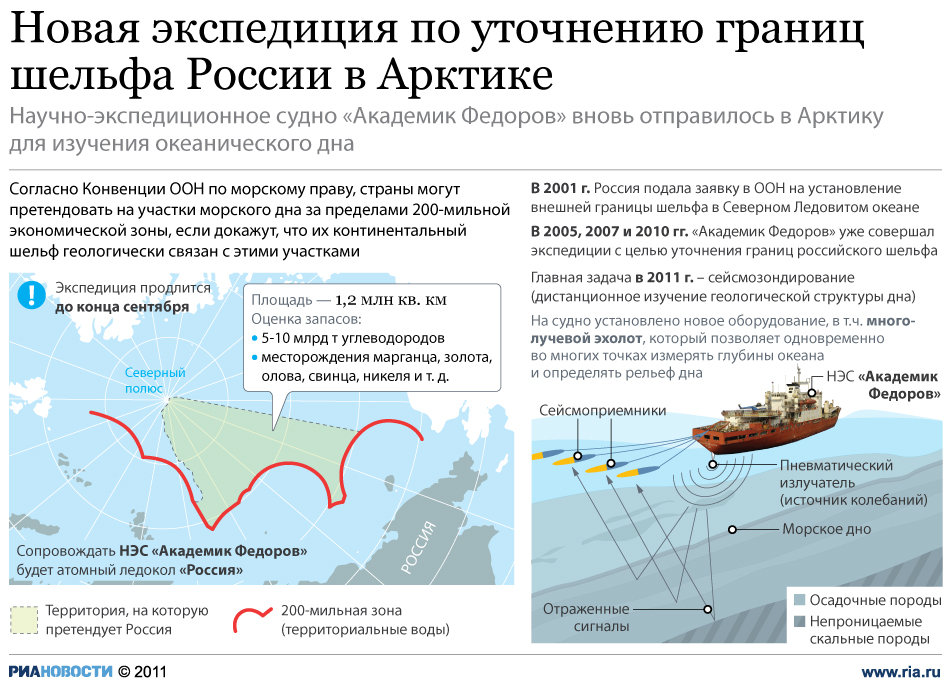 Новая экспедиция по уточнению границ
шельфа России в Арктике
Научно-экспедиционное судно «Академик Федоров» вновь отправилось в Арктику
для изучения океанического дна
Согласно Конвенции ООН по морскому праву, страны могут
претендовать на участки морского дна за пределами 200-мильной
экономической зоны, если докажут, что их континентальный
шельф геологически связан с этими участками
Экспедиция продлится
до конца сентября
Площадь — 1,2 млн кв. км
Оценка запасов:
• 5-10 млрд т углеводородов
• месторождения марганца, золота,
олова, свинца, никеля и т. д.
Северный
полюс
РОССИЯ
Сопровождать НЭС «Академик Федоров»
будет атомный ледокол «Россия»
Территория, на которую
претендует Россия
200-мильная зона
(территориальные воды)
В 2001 г. Россия подала заявку в ООН на установление
внешней границы шельфа в Северном Ледовитом океане
В 2005, 2007 и 2010 гг. «Академик Федоров» уже совершал
экспедиции с целью уточнения границ российского шельфа
Главная задача в 2011 г. – сейсмозондирование
(дистанционное изучение геологической структуры дна)
На судно установлено новое оборудование, в т.ч. много-
лучевой эхолот, который позволяет одновременно
во многих точках измерять глубины океана
и определять рельеф дна
НЭС «Академик
Федоров»
Сейсмоприемники
Пневматический
излучатель
(источник колебаний)
Морское дно
Отраженные
сигналы
Осадочные породы
Непроницаемые
скальные породы
РИАНОВОСТИ © 2011
www.ria.ru